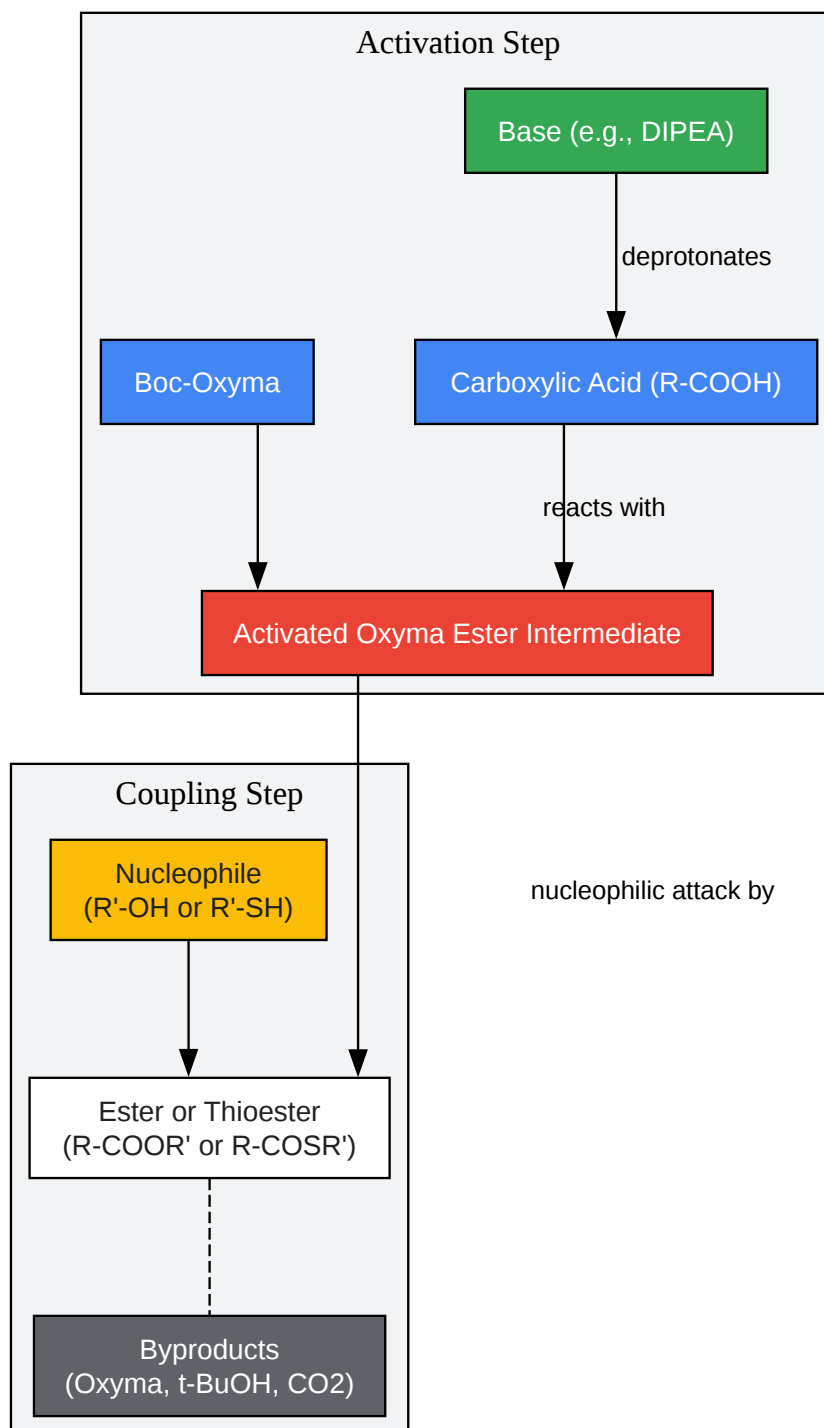 Activation Step
Base (e.g., DIPEA)
deprotonates
Boc-Oxyma
Carboxylic Acid (R-COOH)
reacts with
Activated Oxyma Ester Intermediate
Coupling Step
Nucleophile
(R'-OH or R'-SH)
nucleophilic attack by
Ester or Thioester
(R-COOR' or R-COSR')
Byproducts
(Oxyma, t-BuOH, CO2)